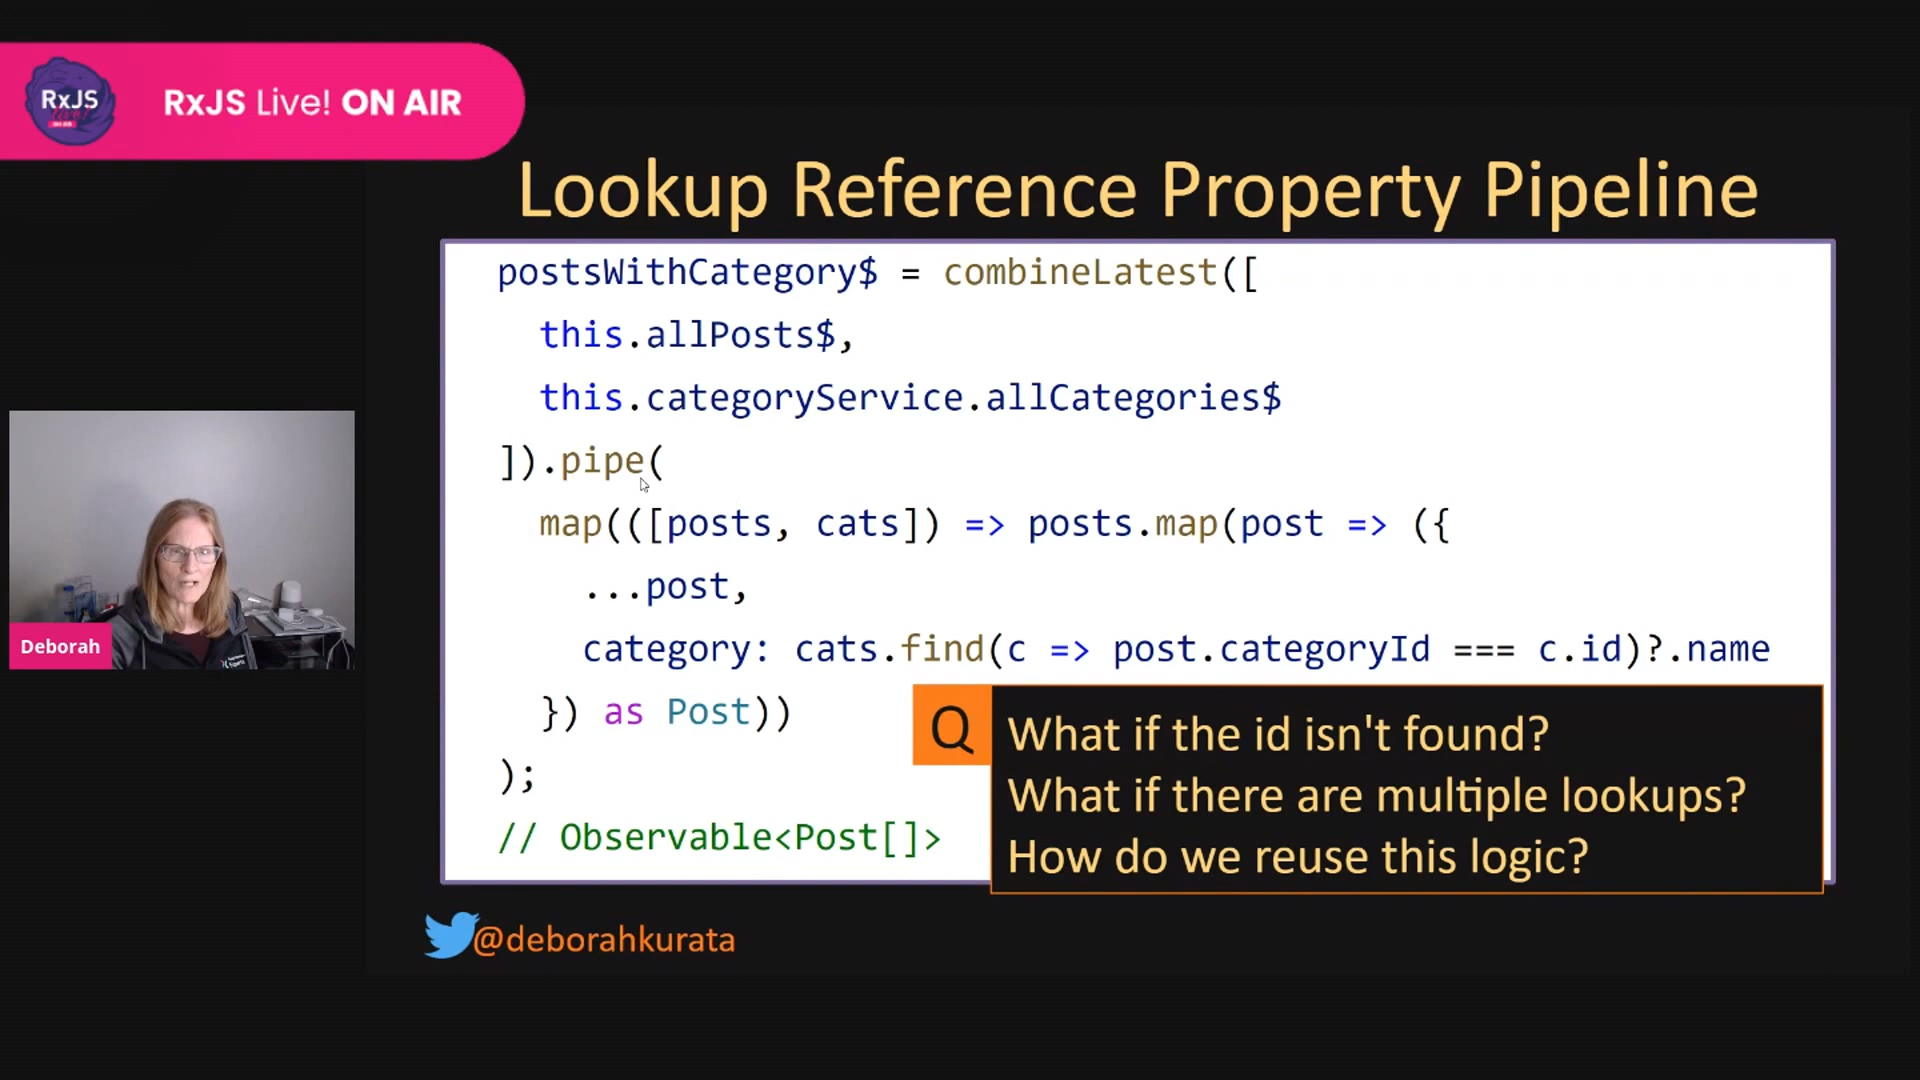 RxJS
RxJS Live! ON AIR
Lookup Reference Property Pipeline
postsWithCategory$ = combineLatest([
this.allPosts$,
this.categoryService.allCategories$
]).pipe(
map(([posts, cats]) => posts.map(post => ({
...post,
category: cats.find(c => post.categoryId === c.id)?.name
}) as Post))
);
// Observable<Post[]>
Q
What if the id isn't found?
What if there are multiple lookups?
How do we reuse this logic?
Deborah
@deborahkurata